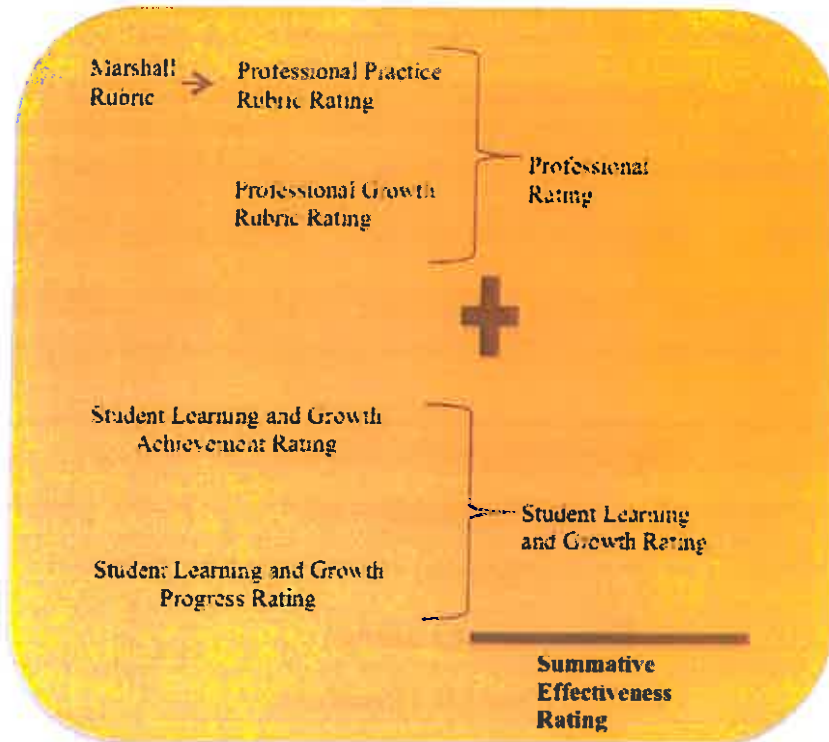 Marshall
Rubric
Professional Practice
Rubric Rating
Professional Growth
Rubric Rating
Professional
Rating
Student Learning and Growth
Achievement Rating
Student Learning and Growth
Progress Rating
Student Learning
and Growth Rating
Summative
Effectiveness
Rating